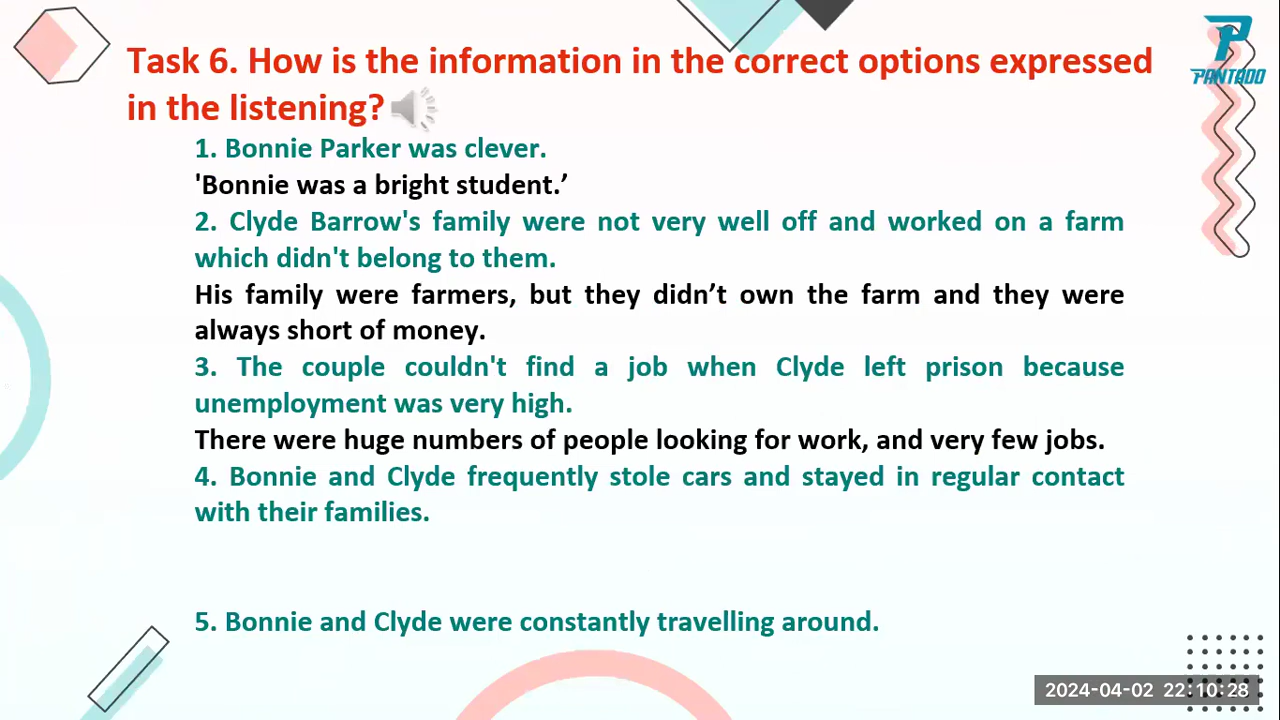 Task 6. How is the information in the correct options expressed
in the listening?
PANTADO
1. Bonnie Parker was clever.
'Bonnie was a bright student.’
2. Clyde Barrow's family were not very well off and worked on a farm
which didn't belong to them.
His family were farmers, but they didn’t own the farm and they were
always short of money.
3. The couple couldn't find a job when Clyde left prison because
unemployment was very high.
There were huge numbers of people looking for work, and very few jobs.
4. Bonnie and Clyde frequently stole cars and stayed in regular contact
with their families.
5. Bonnie and Clyde were constantly travelling around.
2024-04-02 22:10:28